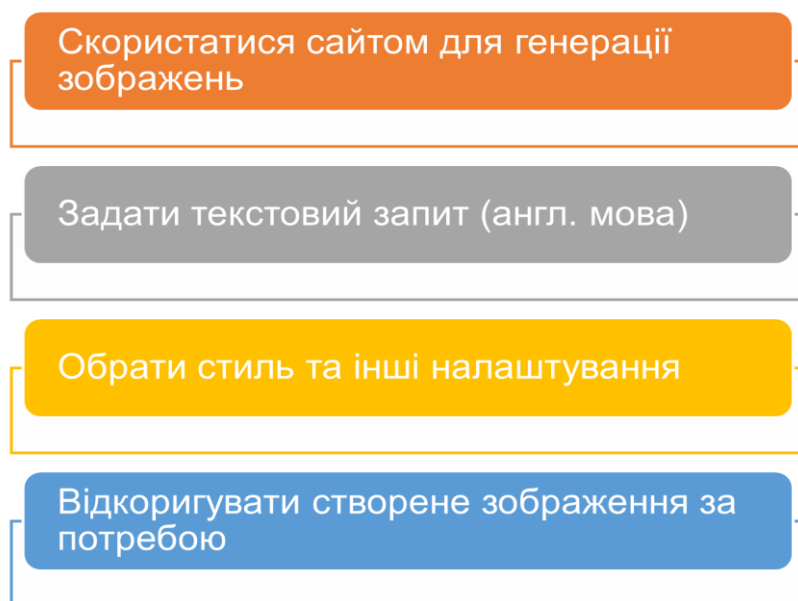 Скористатися сайтом для генерації
зображень
Задати текстовий запит (англ. мова)
Обрати стиль та інші налаштування
Відкоригувати створене зображення за
потребою